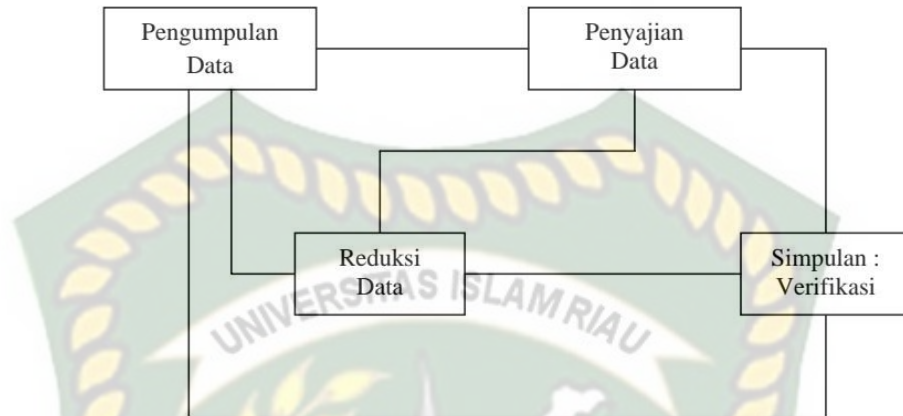 Pengumpulan
Data
Penyajian
Data
Reduksi
Data
Simpulan :
Verifikasi
UNIVERSITAS ISLAM RIAU